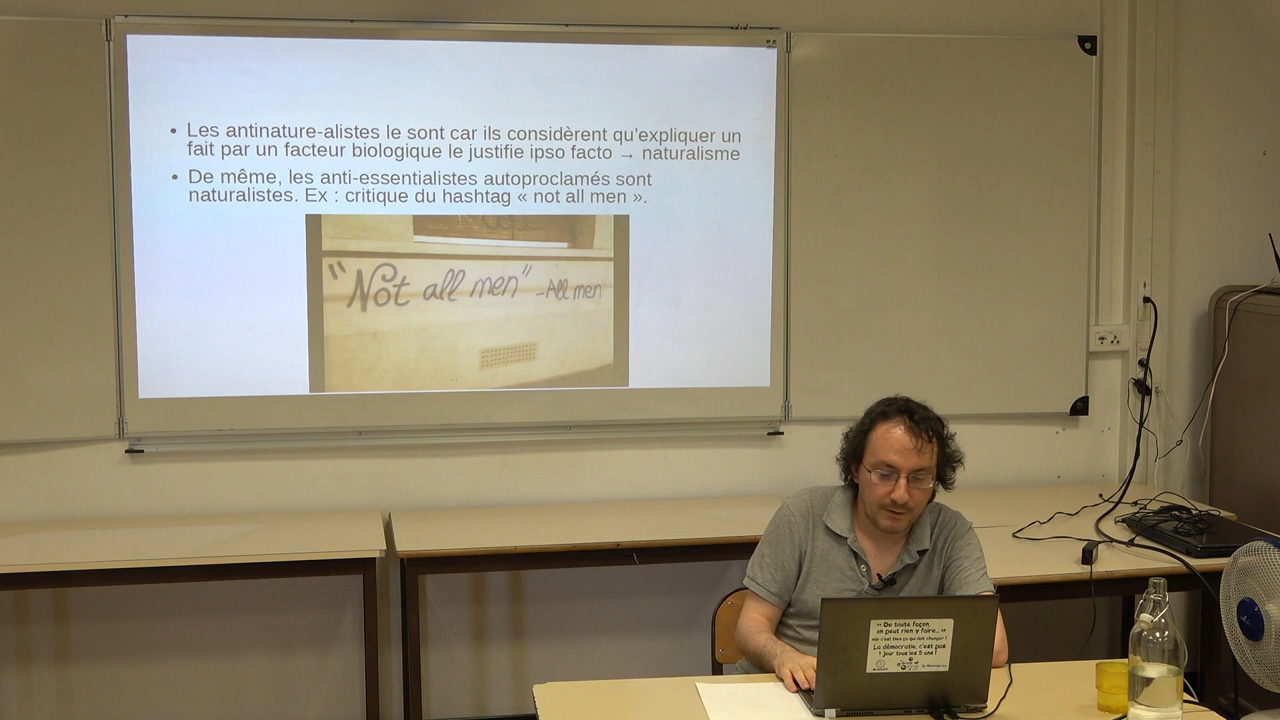 • Les antinature-alistes le sont car ils considèrent qu'expliquer un
fait par un facteur biologique le justifie ipso facto → naturalisme
• De même, les anti-essentialistes autoproclamés sont
naturalistes. Ex : critique du hashtag « not all men ».
"Not all men" - All men
"De toute façon,
on peut rien y faire..."
La démocratie, c'est pas
1 jour tous les 5 ans !